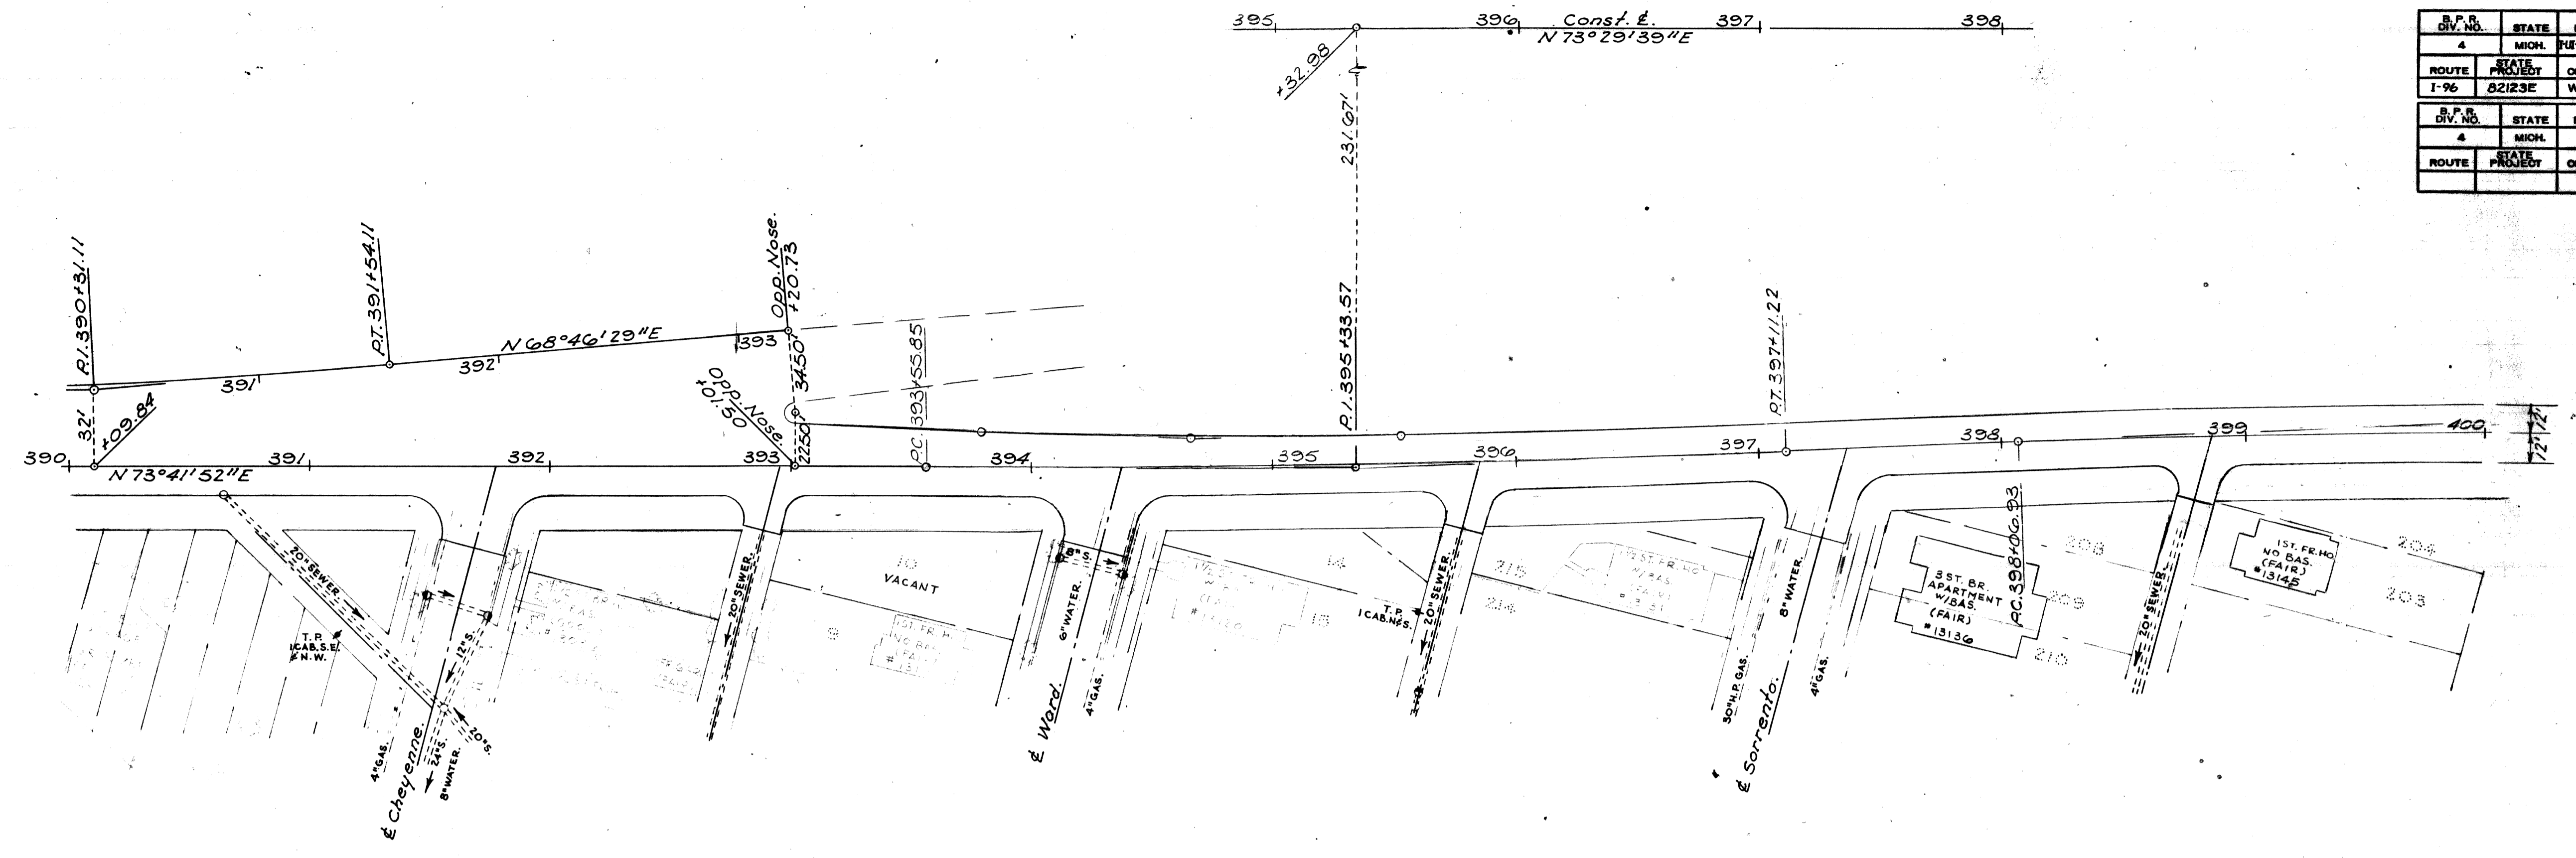 395 396 Const. ⅊. 397 398
N 73°29'39"E
+32.98
231.67'
B.P.R. DIV. NO. STATE
4 MICH.
ROUTE STATE PROJECT
I-96 82123E
B.P.R. DIV. NO. STATE
4 MICH.
ROUTE STATE PROJECT
P.I. 390+31.11
P.T. 391+54.11
Opp. Nose.
+20.73
P.I. 395+33.57
P.T. 397+11.22
391 392 393
N 68°46'29"E
34.50'
P.C. 393+55.85
32'
+09.84
Opp. Nose.
+01.50
22.50'
12'
12'
390 391 392 393 394 395 396 397 398 399 400
N 73°41'52"E
P.C. 398+06.93
20" SEWER.
T.P.
1 CAB. S.E.
& N.W.
12" S.
20" S.
24" S.
4" GAS.
8" WATER.
℄ Cheyenne.
20" SEWER.
10
VACANT
9
8" S.
6" WATER.
4" GAS.
℄ Ward.
14
15
T.P.
1 CAB. N&S.
20" SEWER.
215
214
30" H.P. GAS.
8" WATER.
4" GAS.
℄ Sorrento.
3 ST. BR.
APARTMENT
W/BAS.
(FAIR)
# 13136
208
209
210
20" SEWER.
1 ST. FR. HO
NO BAS.
(FAIR)
# 13145
204
203